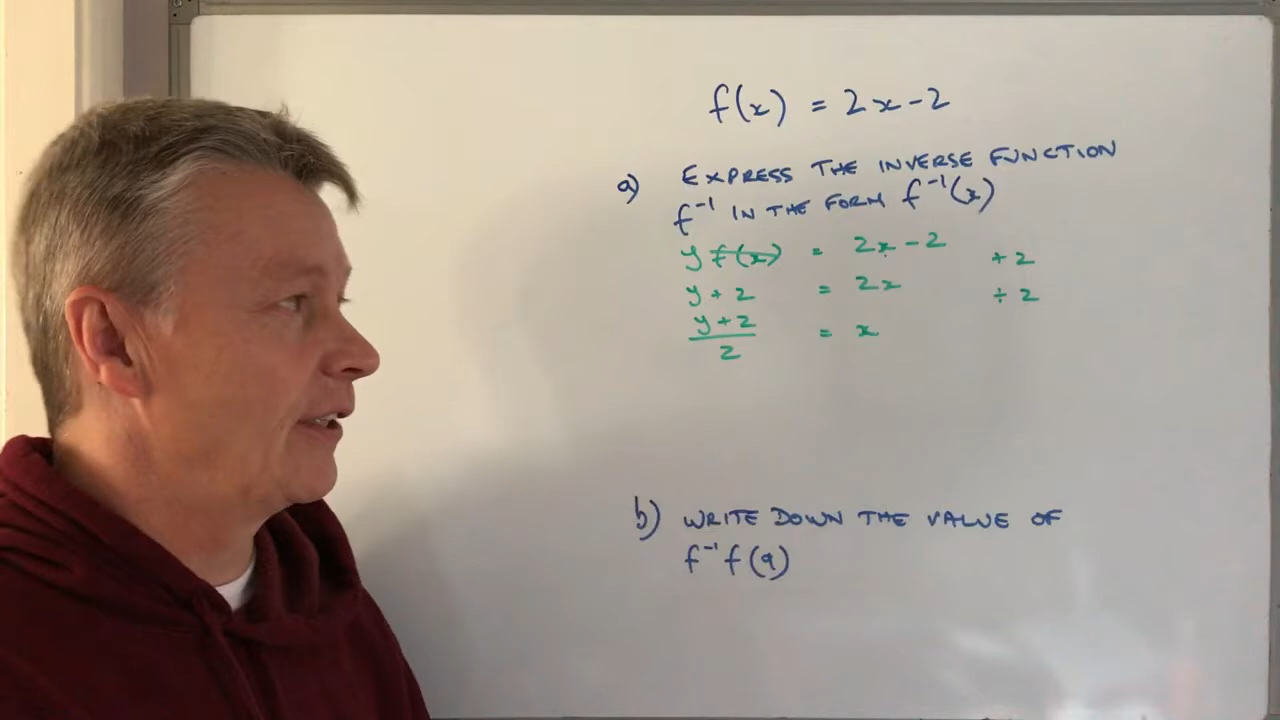 f(x) = 2x-2
a) EXPRESS THE INVERSE FUNCTION
f⁻¹ IN THE FORM f⁻¹(x)
y f(x) = 2x-2 +2
y+2 = 2x ÷2
y+2/2 = x
b) WRITE DOWN THE VALUE OF
f⁻¹f(9)